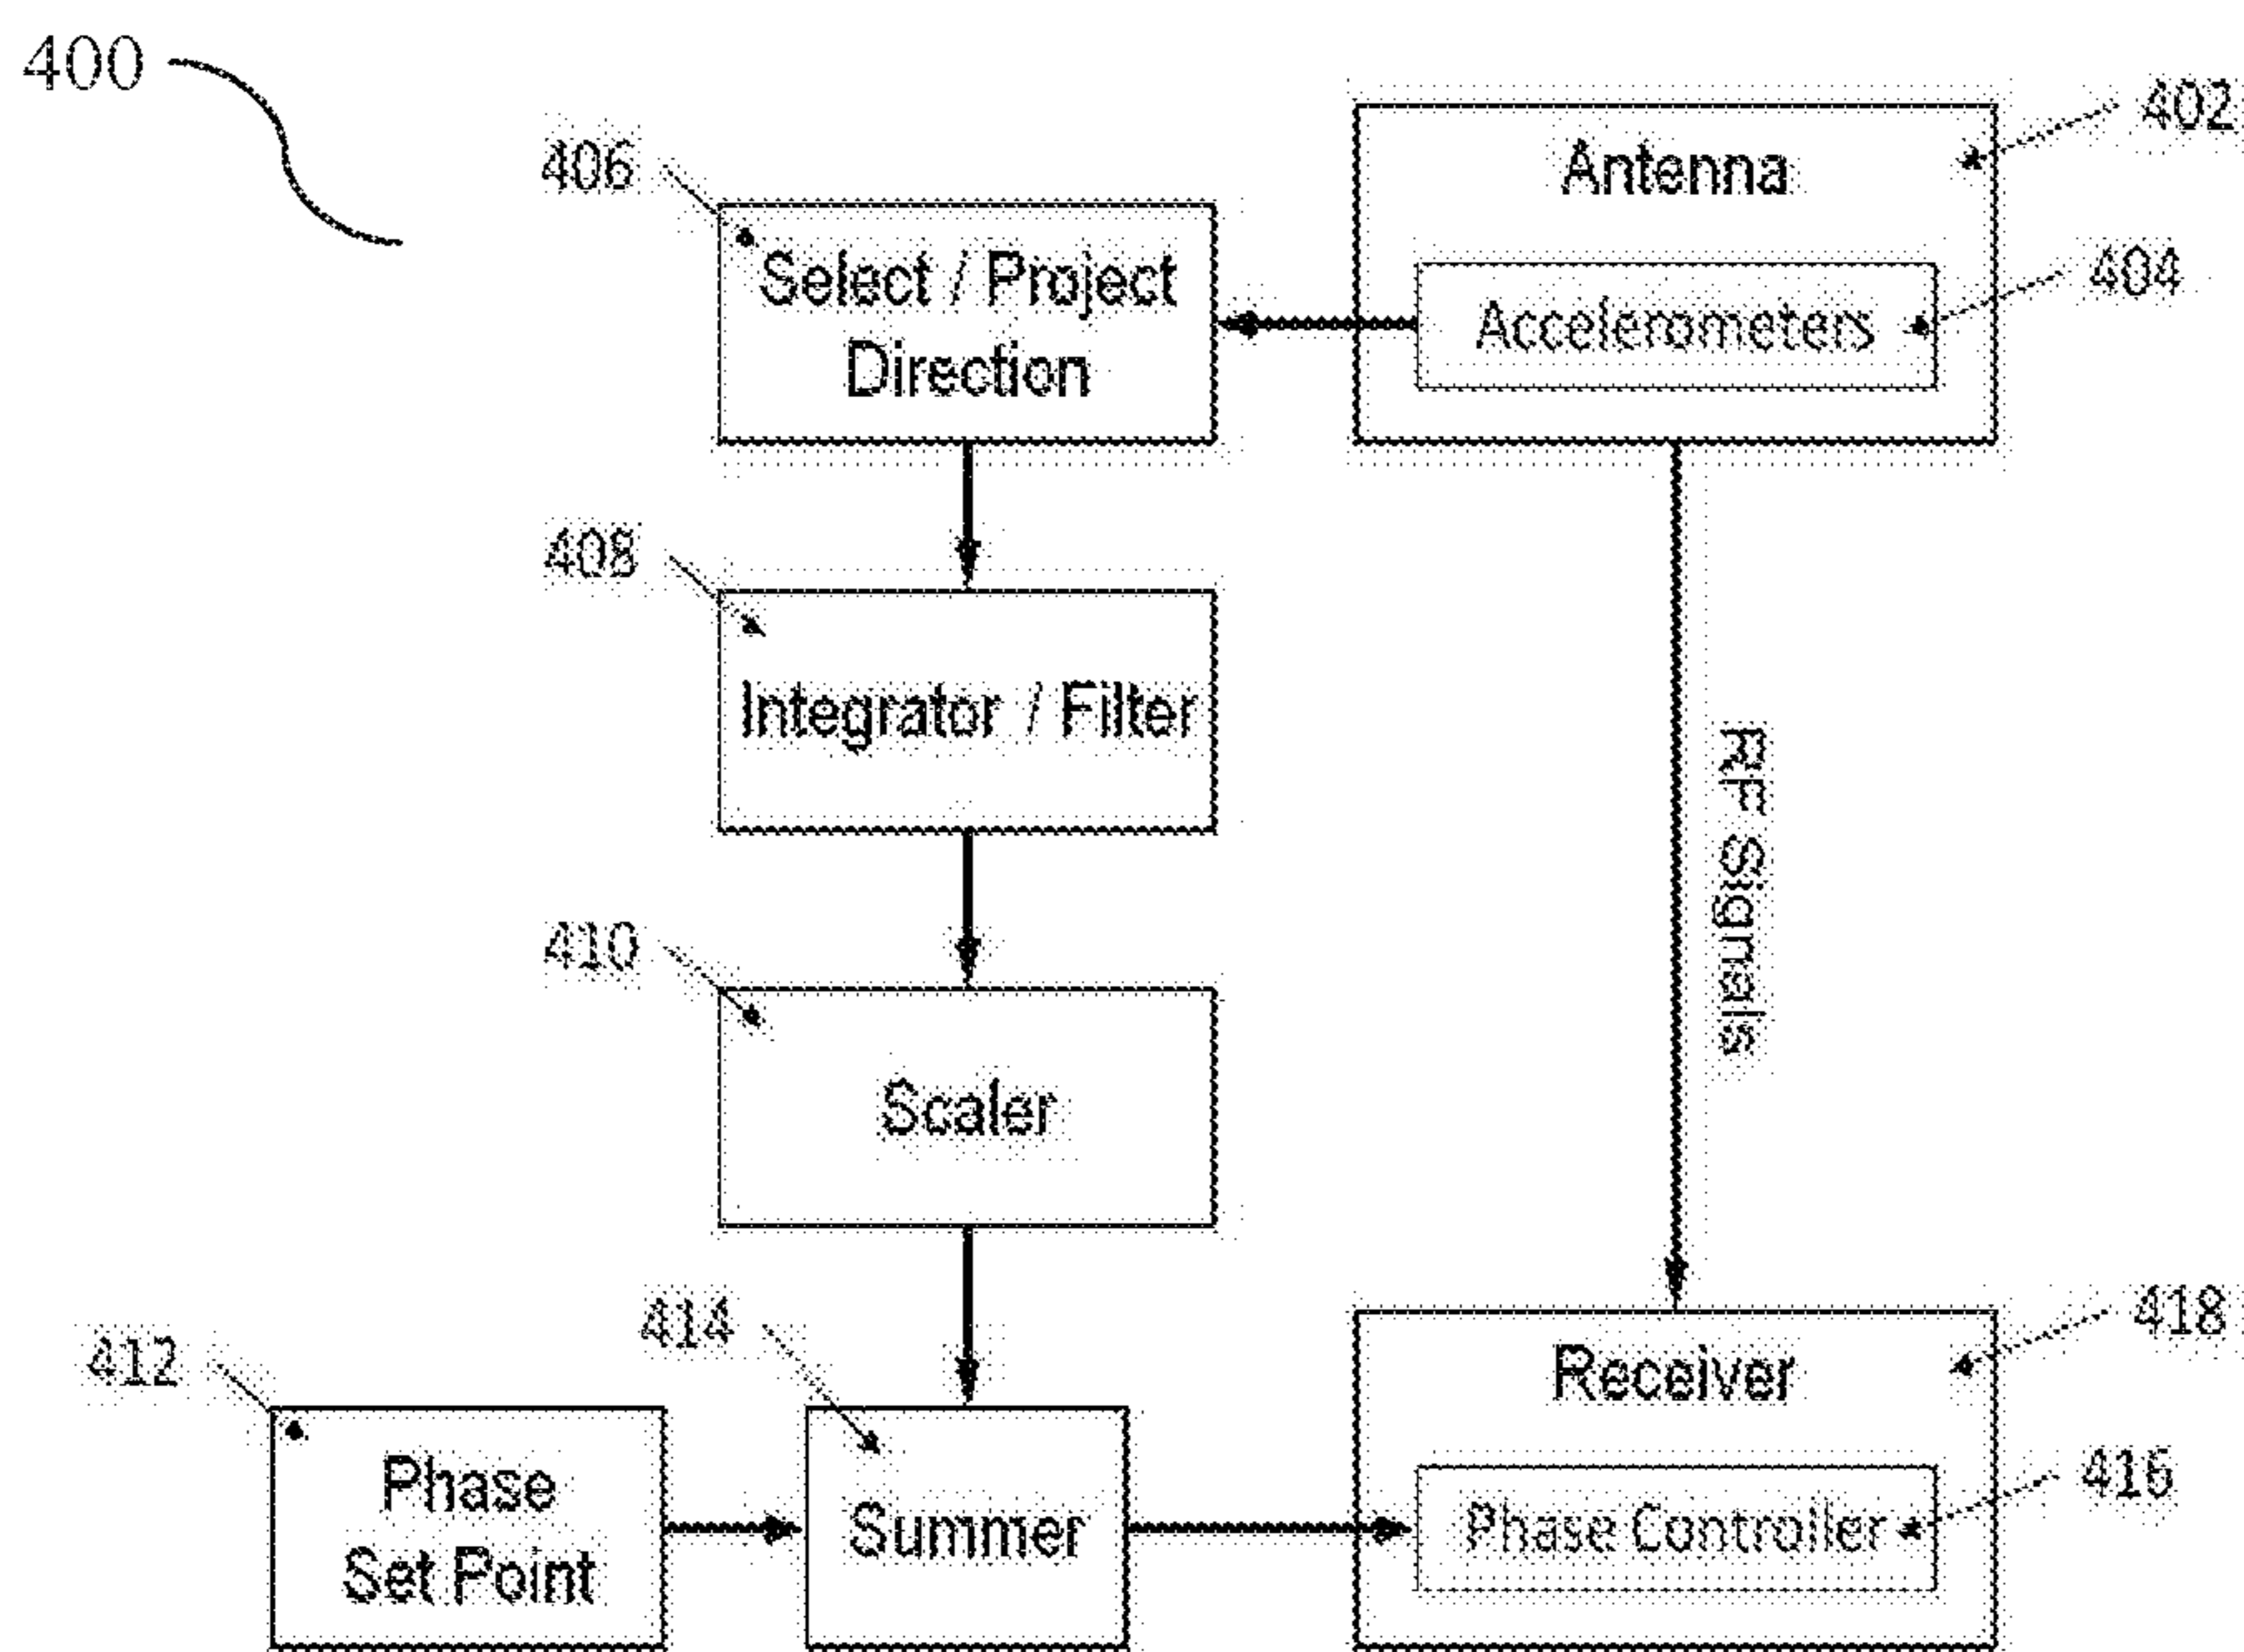 400
402
Antenna
406
Select / Project
Direction
404
Accelerometers
408
Integrator / Filter
RF Signals
410
Scaler
412
Phase
Set Point
414
Summer
418
Receiver
416
Phase Controller